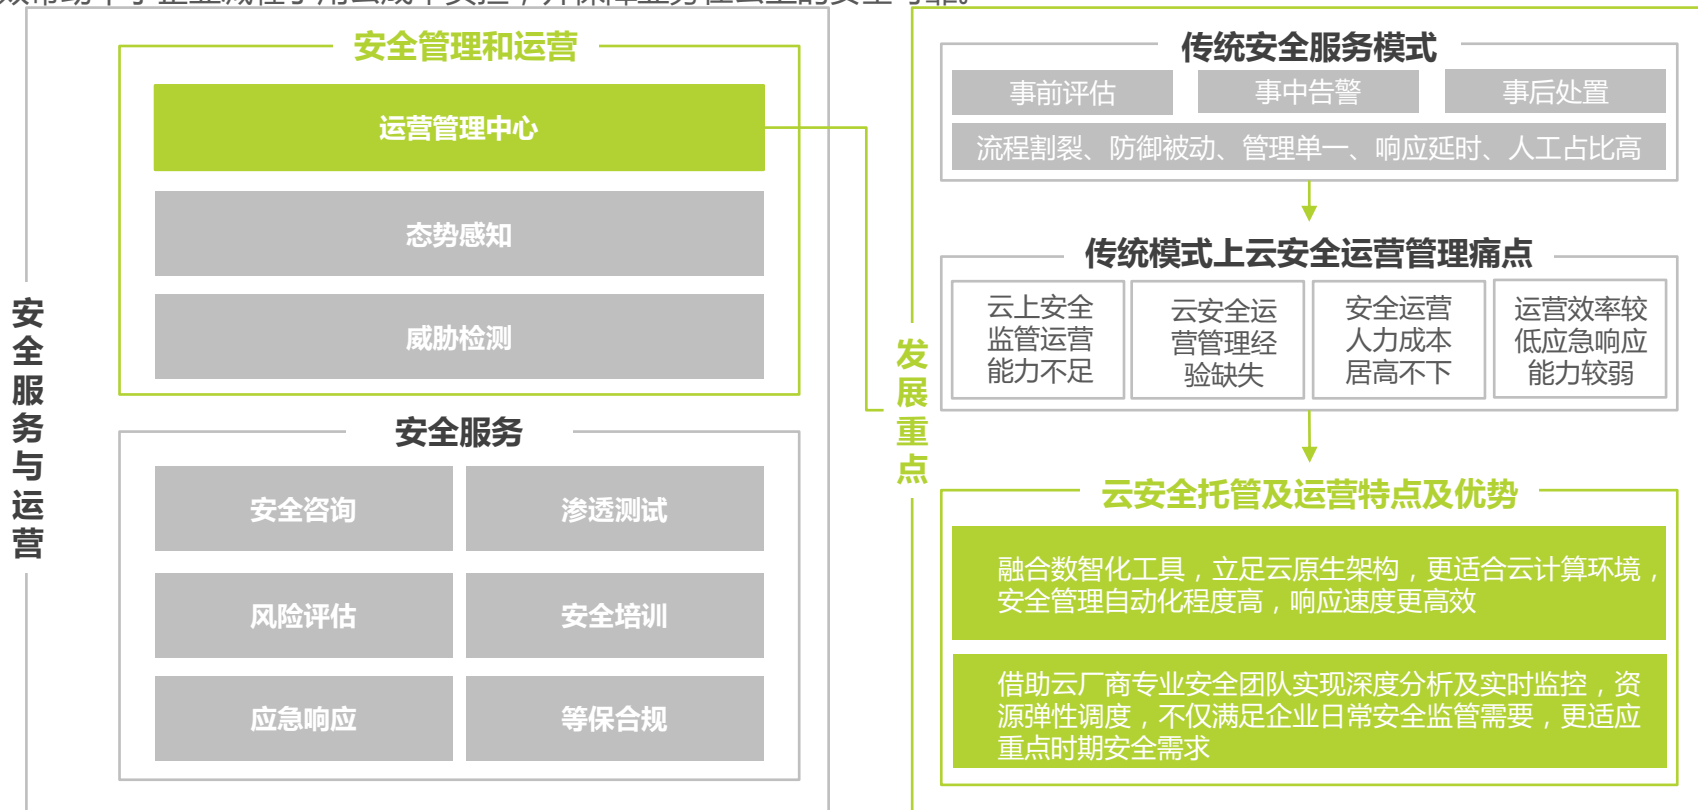 安全服务与运营
安全管理和运营
运营管理中心
态势感知
威胁检测
安全服务
安全咨询
渗透测试
风险评估
安全培训
应急响应
等保合规
发展重点
传统安全服务模式
事前评估
事中告警
事后处置
流程割裂、防御被动、管理单一、响应延时、人工占比高
传统模式上云安全运营管理痛点
云上安全
监管运营
能力不足
云安全运
营管理经
验缺失
安全运营
人力成本
居高不下
运营效率较
低应急响应
能力较弱
云安全托管及运营特点及优势
融合数智化工具，立足云原生架构，更适合云计算环境，
安全管理自动化程度高，响应速度更高效
借助云厂商专业安全团队实现深度分析及实时监控，资
源弹性调度，不仅满足企业日常安全监管需要，更适应
重点时期安全需求